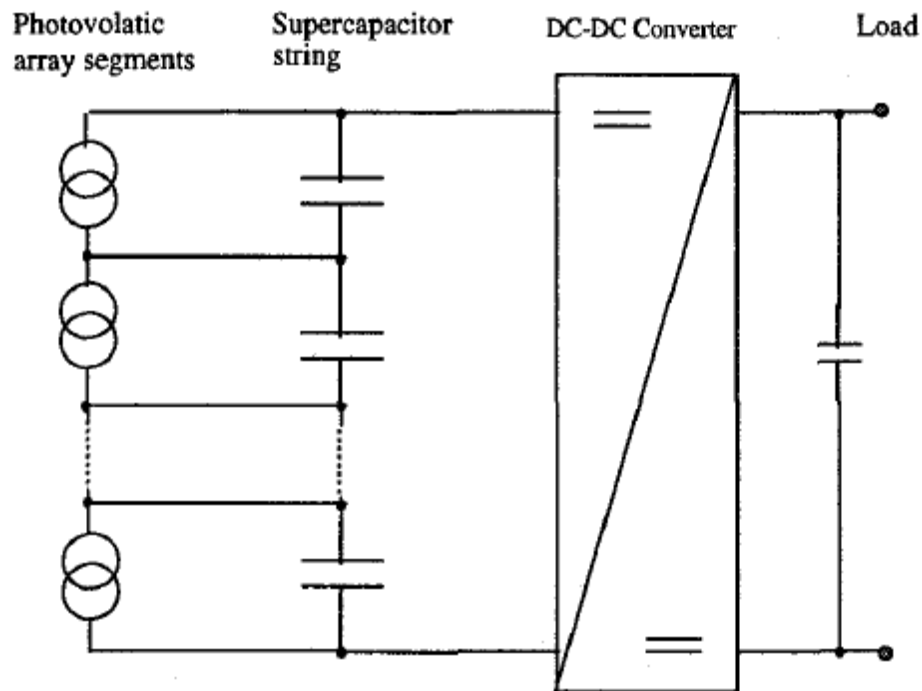 Photovolatic
array segments
Supercapacitor
string
DC-DC Converter
Load